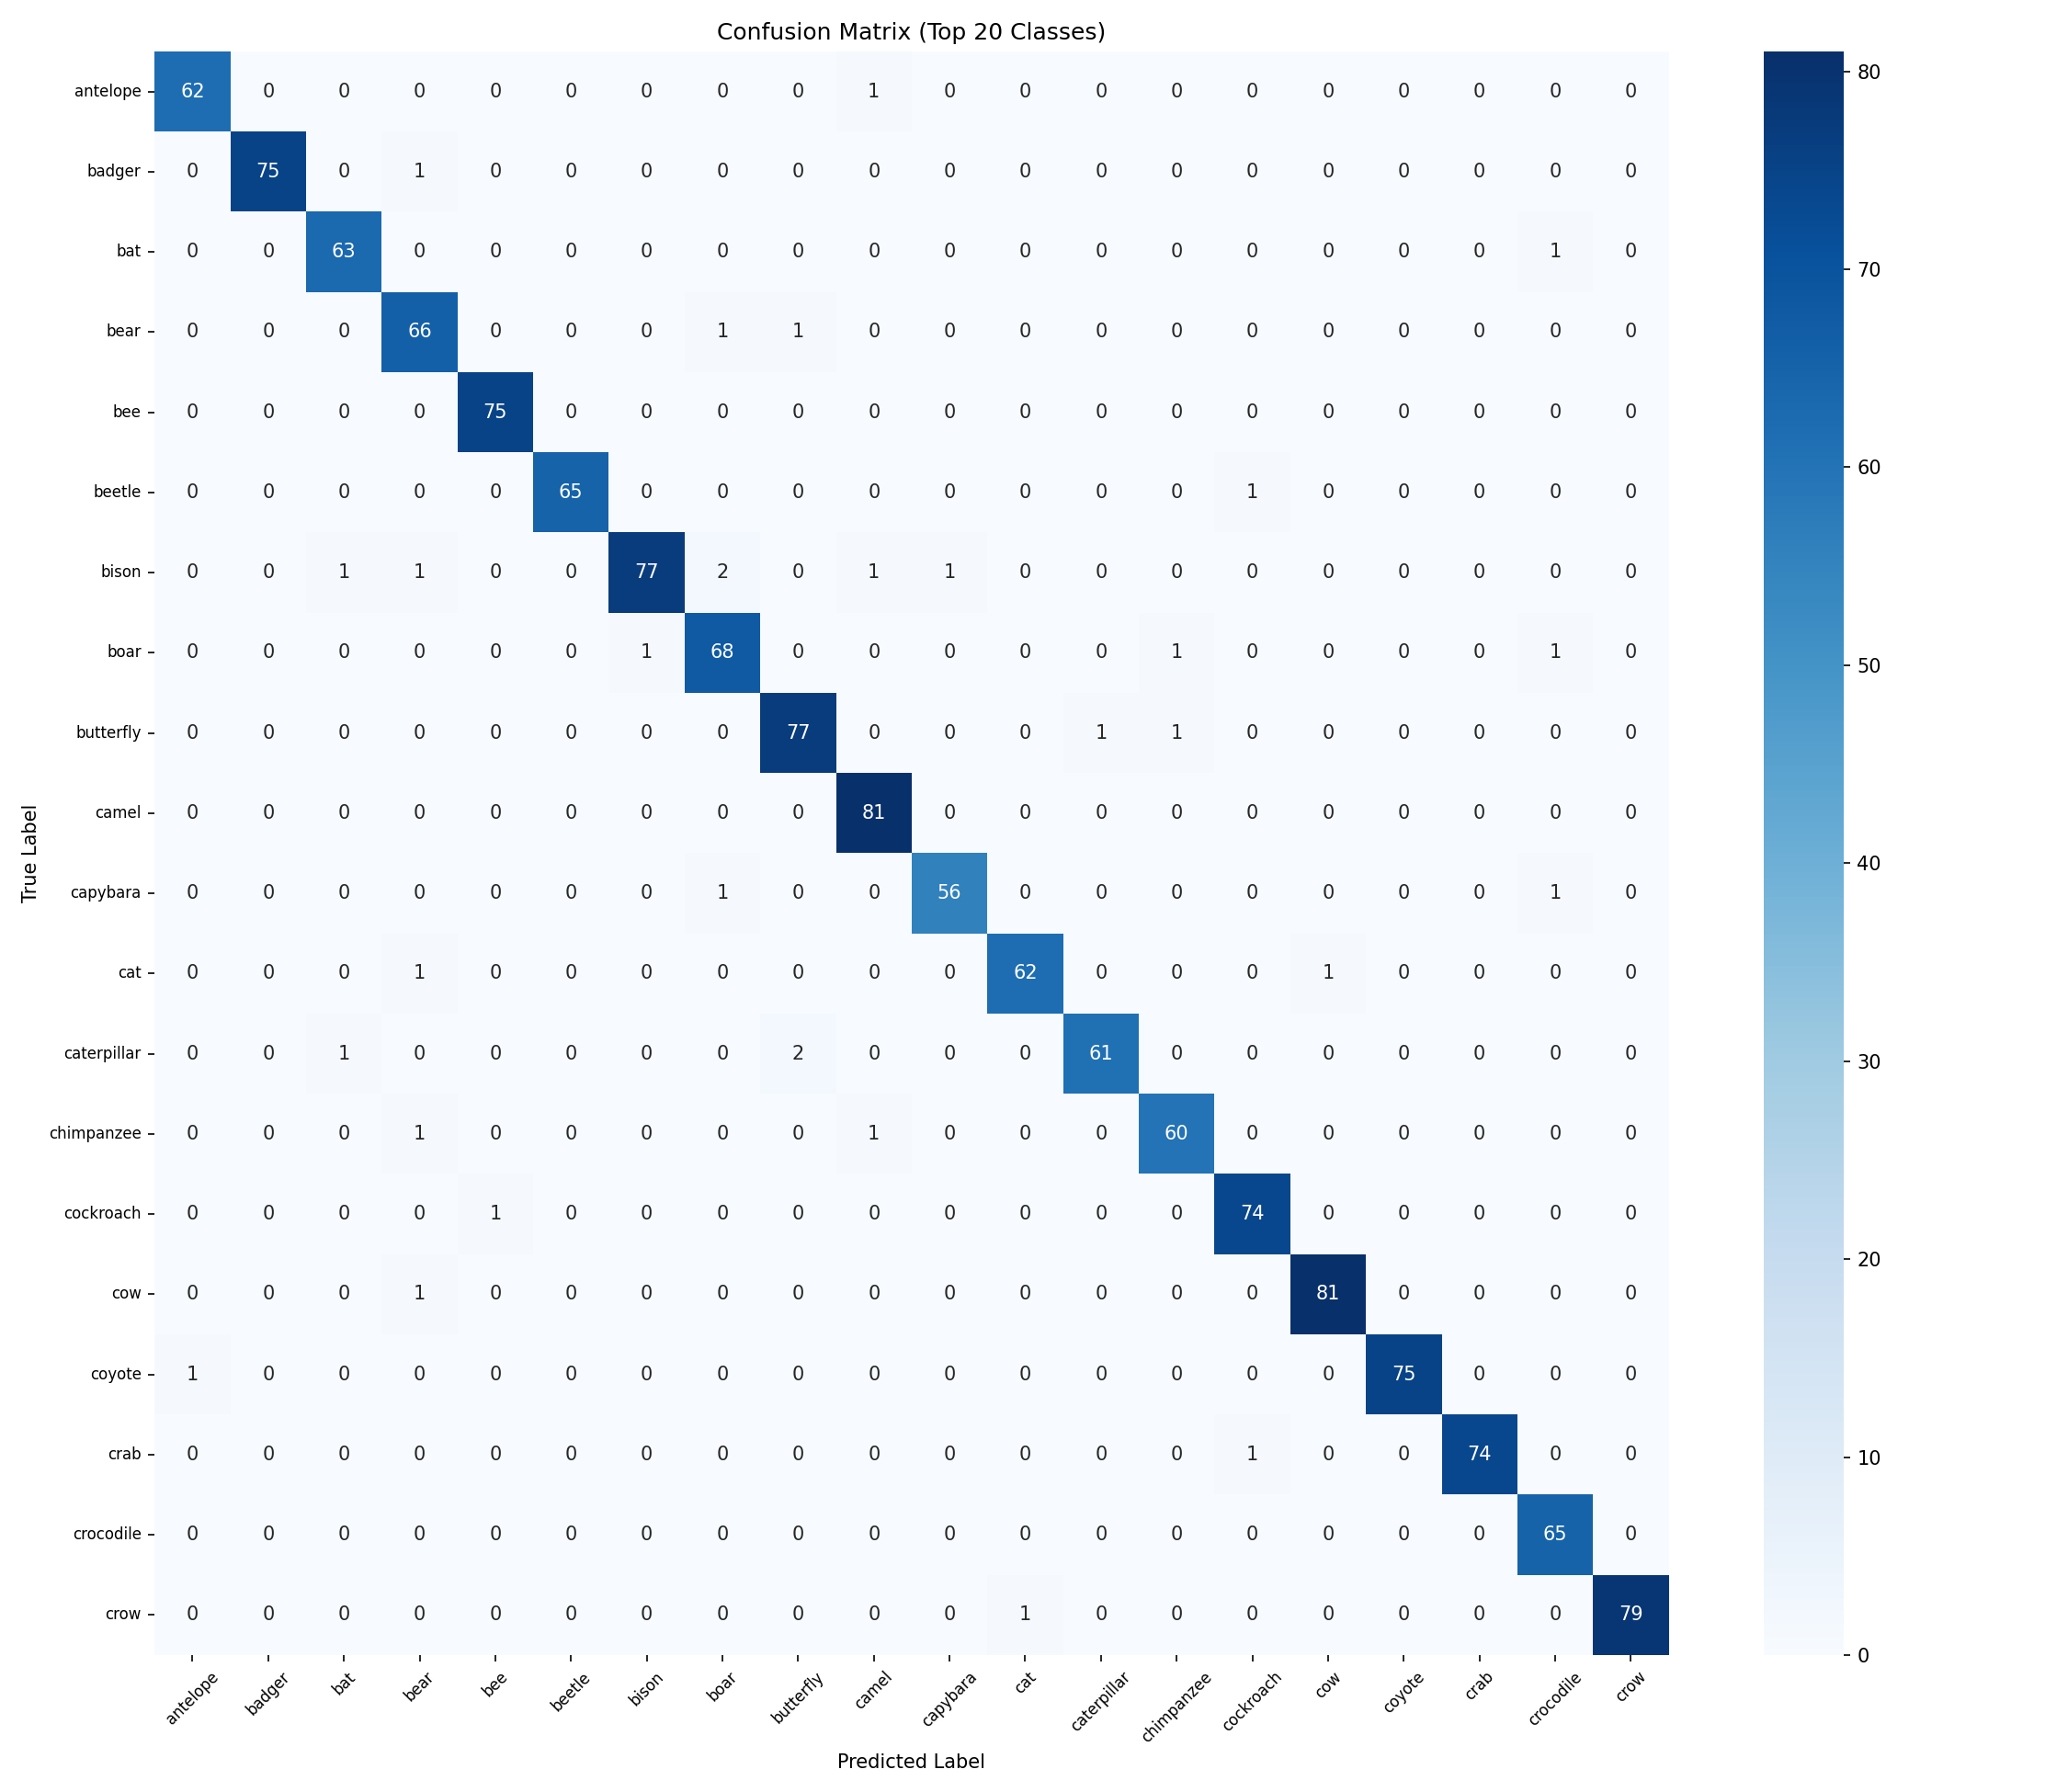 Confusion Matrix (Top 20 Classes)
antelope 62 0 0 0 0 0 0 0 0 1 0 0 0 0 0 0 0 0 0 0
badger 0 75 0 1 0 0 0 0 0 0 0 0 0 0 0 0 0 0 0 0
bat 0 0 63 0 0 0 0 0 0 0 0 0 0 0 0 0 0 0 1 0
bear 0 0 0 66 0 0 0 1 1 0 0 0 0 0 0 0 0 0 0 0
bee 0 0 0 0 75 0 0 0 0 0 0 0 0 0 0 0 0 0 0 0
beetle 0 0 0 0 0 65 0 0 0 0 0 0 0 0 1 0 0 0 0 0
bison 0 0 1 1 0 0 77 2 0 1 1 0 0 0 0 0 0 0 0 0
boar 0 0 0 0 0 0 1 68 0 0 0 0 0 1 0 0 0 0 1 0
butterfly 0 0 0 0 0 0 0 0 77 0 0 0 1 1 0 0 0 0 0 0
camel 0 0 0 0 0 0 0 0 0 81 0 0 0 0 0 0 0 0 0 0
capybara 0 0 0 0 0 0 0 1 0 0 56 0 0 0 0 0 0 0 1 0
cat 0 0 0 1 0 0 0 0 0 0 0 62 0 0 0 1 0 0 0 0
caterpillar 0 0 1 0 0 0 0 0 2 0 0 0 61 0 0 0 0 0 0 0
chimpanzee 0 0 0 1 0 0 0 0 0 1 0 0 0 60 0 0 0 0 0 0
cockroach 0 0 0 0 1 0 0 0 0 0 0 0 0 0 74 0 0 0 0 0
cow 0 0 0 1 0 0 0 0 0 0 0 0 0 0 0 81 0 0 0 0
coyote 1 0 0 0 0 0 0 0 0 0 0 0 0 0 0 0 75 0 0 0
crab 0 0 0 0 0 0 0 0 0 0 0 0 0 0 1 0 0 74 0 0
crocodile 0 0 0 0 0 0 0 0 0 0 0 0 0 0 0 0 0 0 65 0
crow 0 0 0 0 0 0 0 0 0 0 0 1 0 0 0 0 0 0 0 79
antelope badger bat bear bee beetle bison boar butterfly camel capybara cat caterpillar chimpanzee cockroach cow coyote crab crocodile crow
Predicted Label
True Label
80
70
60
50
40
30
20
10
0